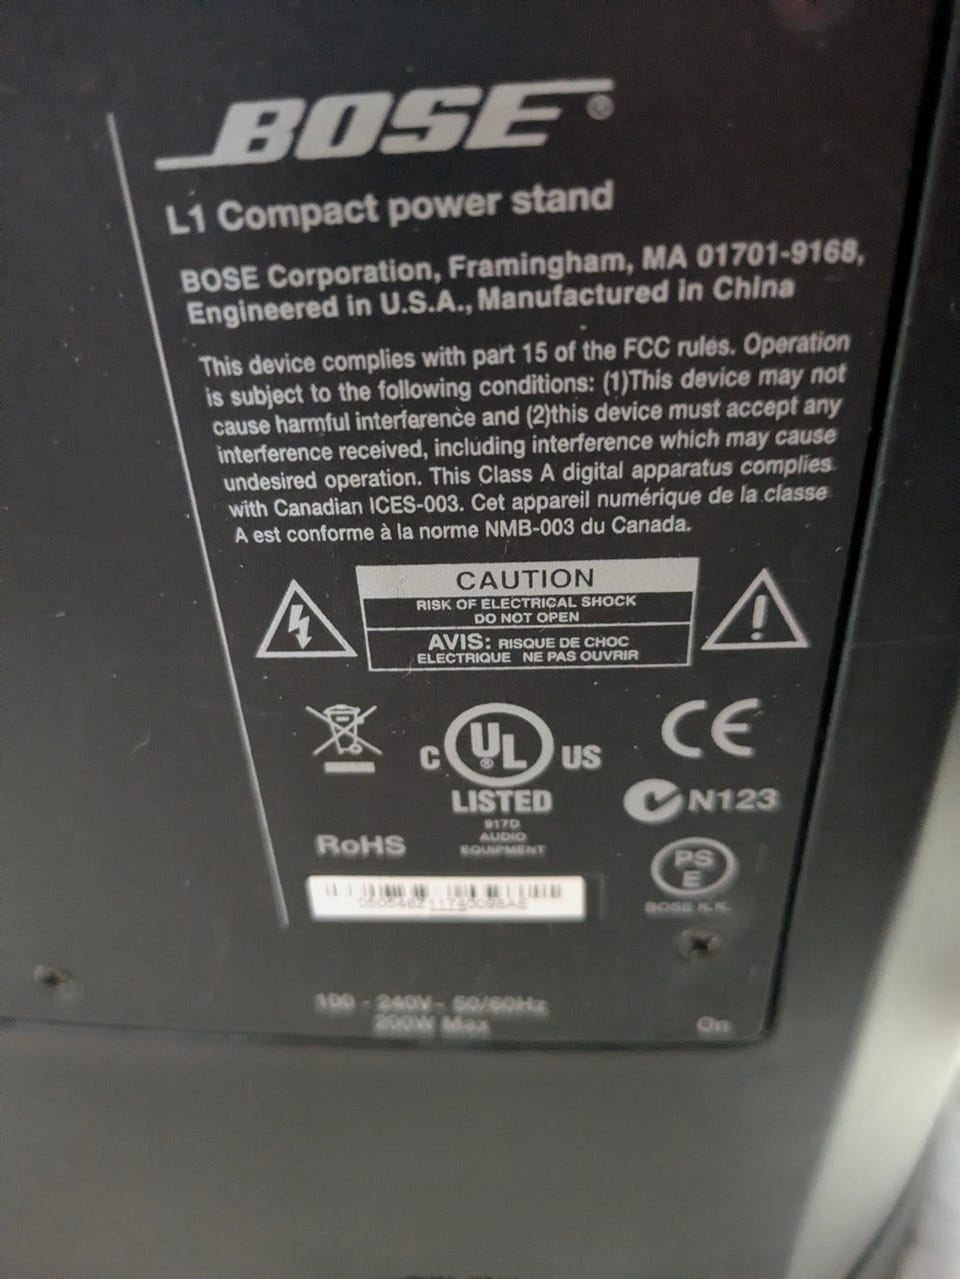 BOSE®
L1 Compact power stand
BOSE Corporation, Framingham, MA 01701-9168,
Engineered in U.S.A., Manufactured in China
This device complies with part 15 of the FCC rules. Operation
is subject to the following conditions: (1)This device may not
cause harmful interference and (2)this device must accept any
interference received, including interference which may cause
undesired operation. This Class A digital apparatus complies
with Canadian ICES-003. Cet appareil numérique de la classe
A est conforme à la norme NMB-003 du Canada.
CAUTION
RISK OF ELECTRICAL SHOCK
DO NOT OPEN
AVIS: RISQUE DE CHOC
ELECTRIQUE NE PAS OUVRIR
CE
C UL® US
LISTED
N123
917D
AUDIO
EQUIPMENT
RoHS
PS
E
BOSE K.K.
100 - 240V~ 50/60Hz
200W Max
On